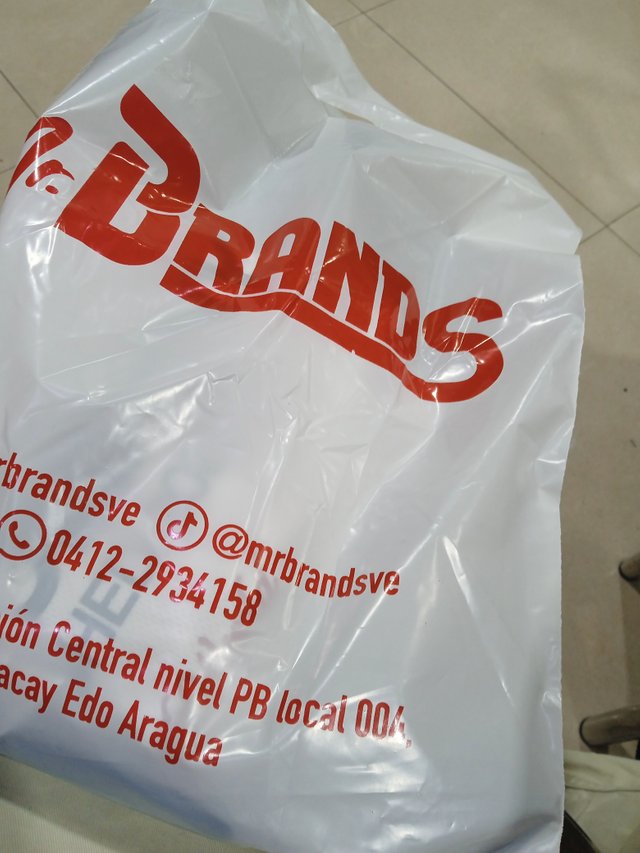 Mr. BRANDS
rbrandsve @mrbrandsve
0412-2934158
ión Central nivel PB local 004,
acay Edo Aragua